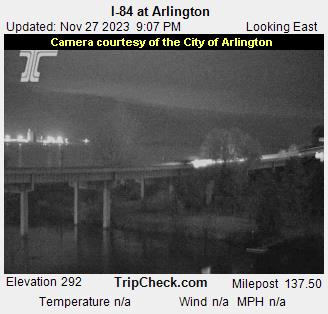 I-84 at Arlington
Updated: Nov 27 2023 9:07 PM Looking East
Camera courtesy of the City of Arlington
Elevation 292 TripCheck.com Milepost 137.50
Temperature n/a Wind n/a MPH n/a